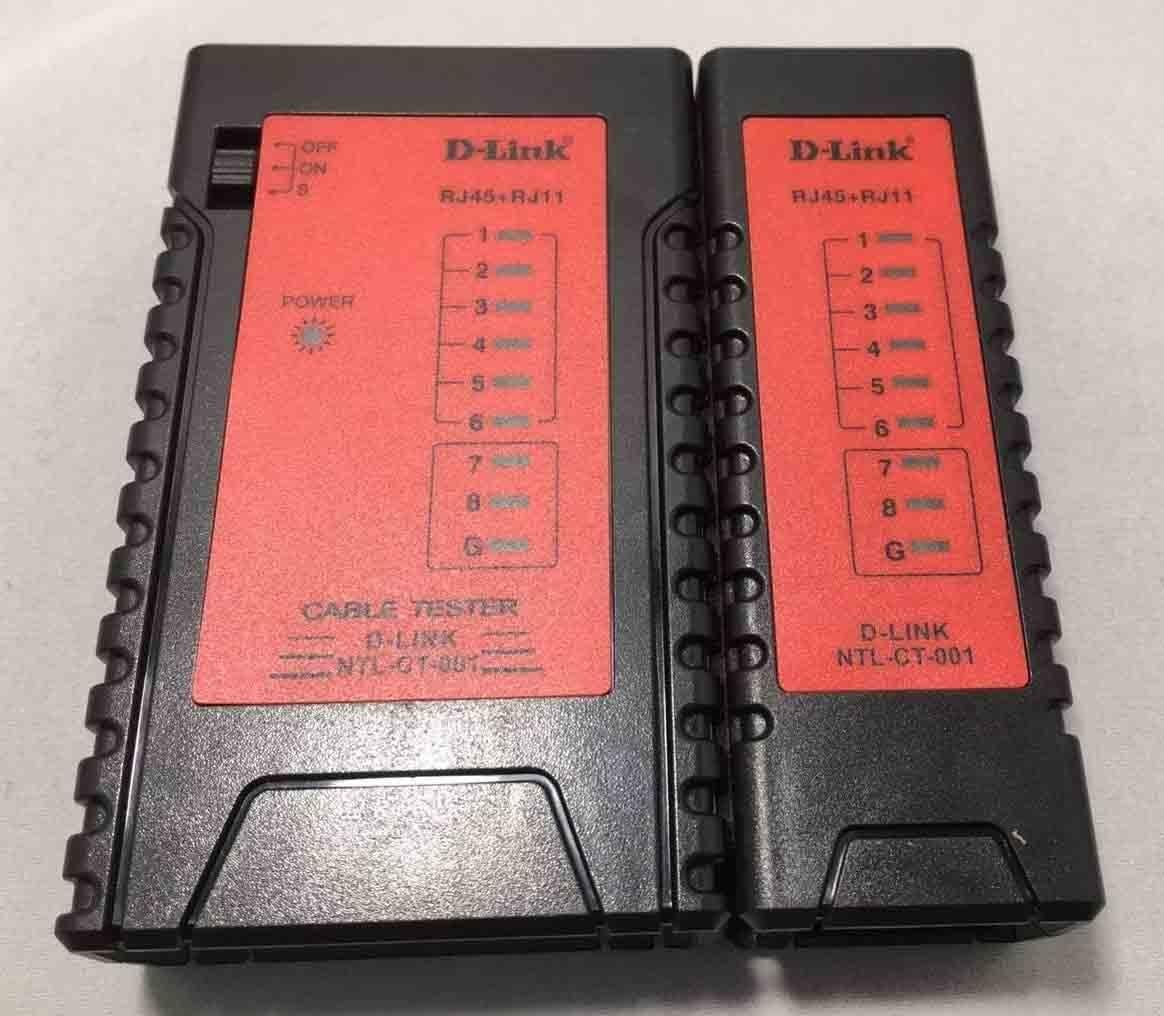 OFF
ON
S
D-Link®
RJ45+RJ11
POWER
1
2
3
4
5
6
7
8
G
CABLE TESTER
D-LINK
NTL-CT-001
D-Link®
RJ45+RJ11
1
2
3
4
5
6
7
8
G
D-LINK
NTL-CT-001